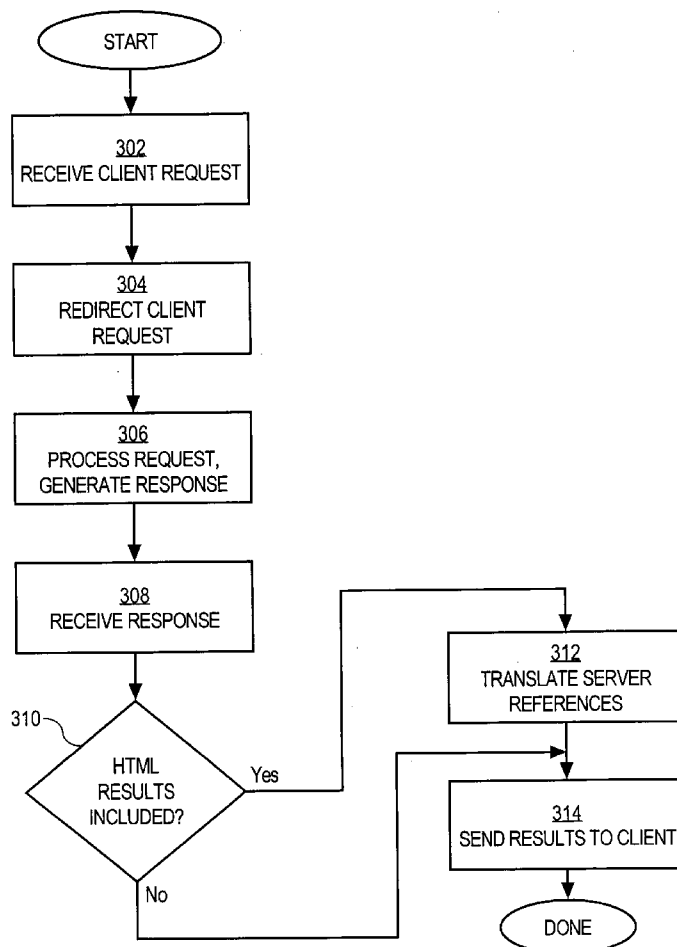 START
302
RECEIVE CLIENT REQUEST
304
REDIRECT CLIENT
REQUEST
306
PROCESS REQUEST,
GENERATE RESPONSE
308
RECEIVE RESPONSE
310
HTML
RESULTS
INCLUDED?
Yes
No
312
TRANSLATE SERVER
REFERENCES
314
SEND RESULTS TO CLIENT
DONE